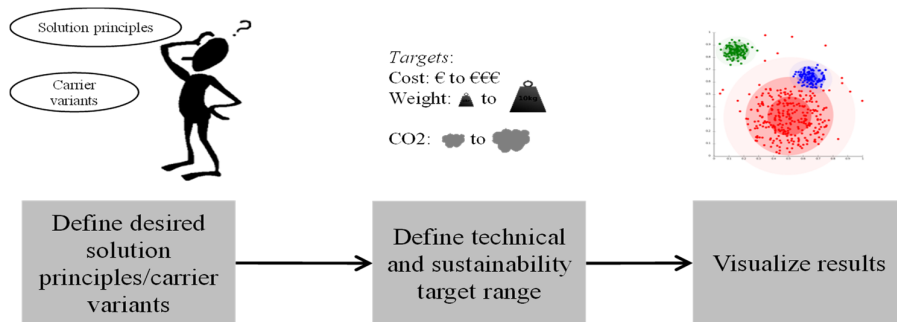 Solution principles
?
Carrier
variants
Targets:
Cost: € to €€€
Weight: to 10kg
CO2: to
Define desired
solution
principles/carrier
variants
Define technical
and sustainability
target range
Visualize results